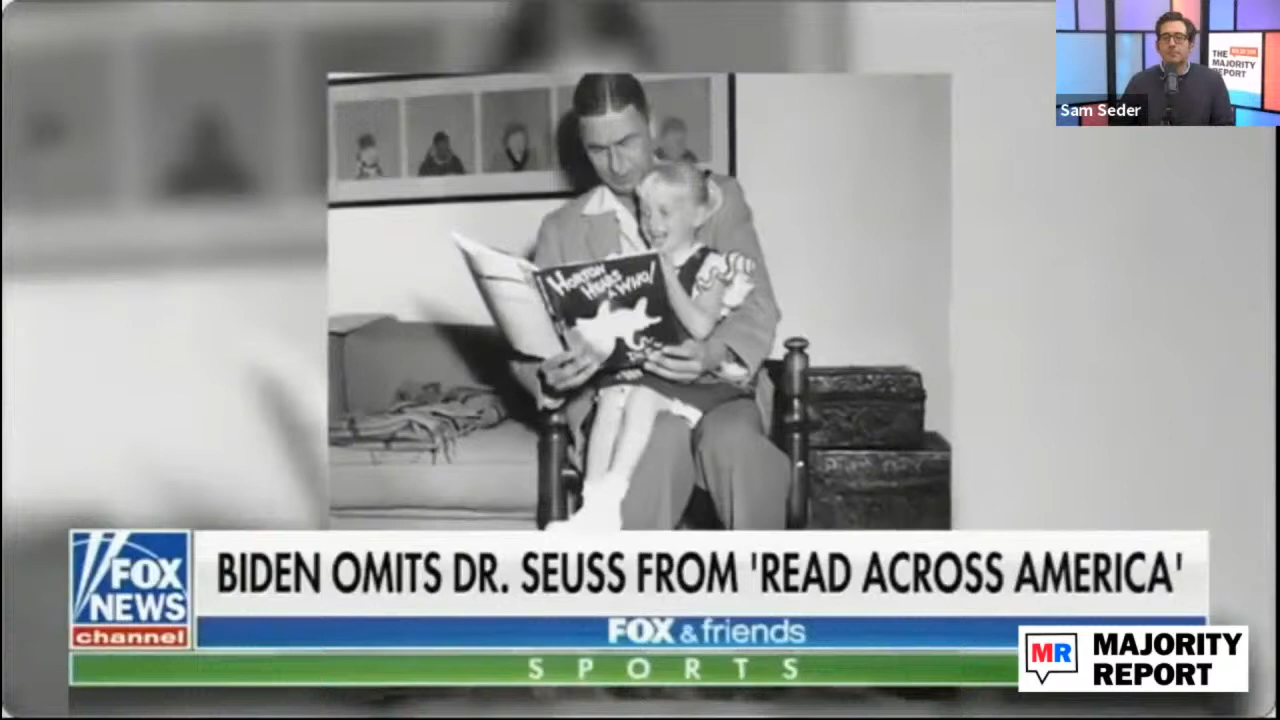 THE
MAJORITY
REPORT
Sam Seder
HORTON
HEARS
A WHO!
FOX
NEWS
channel
BIDEN OMITS DR. SEUSS FROM 'READ ACROSS AMERICA'
FOX & friends
SPORTS
MR
MAJORITY
REPORT